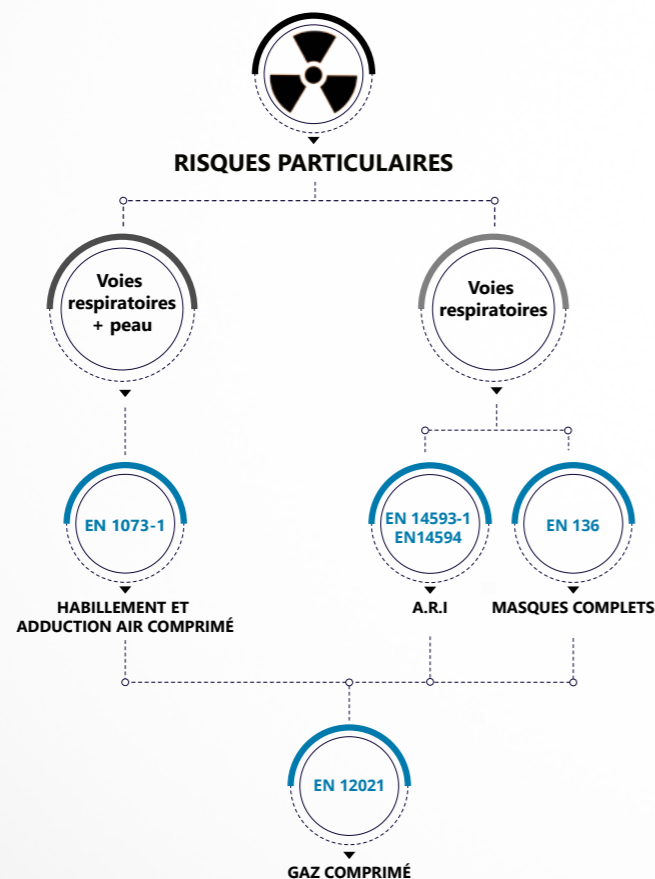 RISQUES PARTICULAIRES
Voies
respiratoires
+ peau
Voies
respiratoires
EN 1073-1
EN 14593-1
EN14594
EN 136
HABILLEMENT ET
ADDUCTION AIR COMPRIMÉ
A.R.I
MASQUES COMPLETS
EN 12021
GAZ COMPRIMÉ